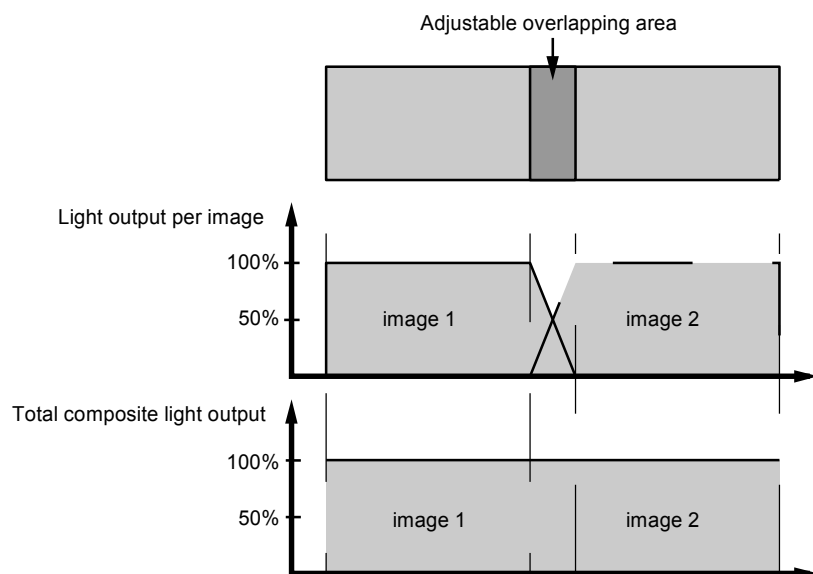 Adjustable overlapping area
Light output per image
100%
50%
image 1
image 2
Total composite light output
100%
50%
image 1
image 2